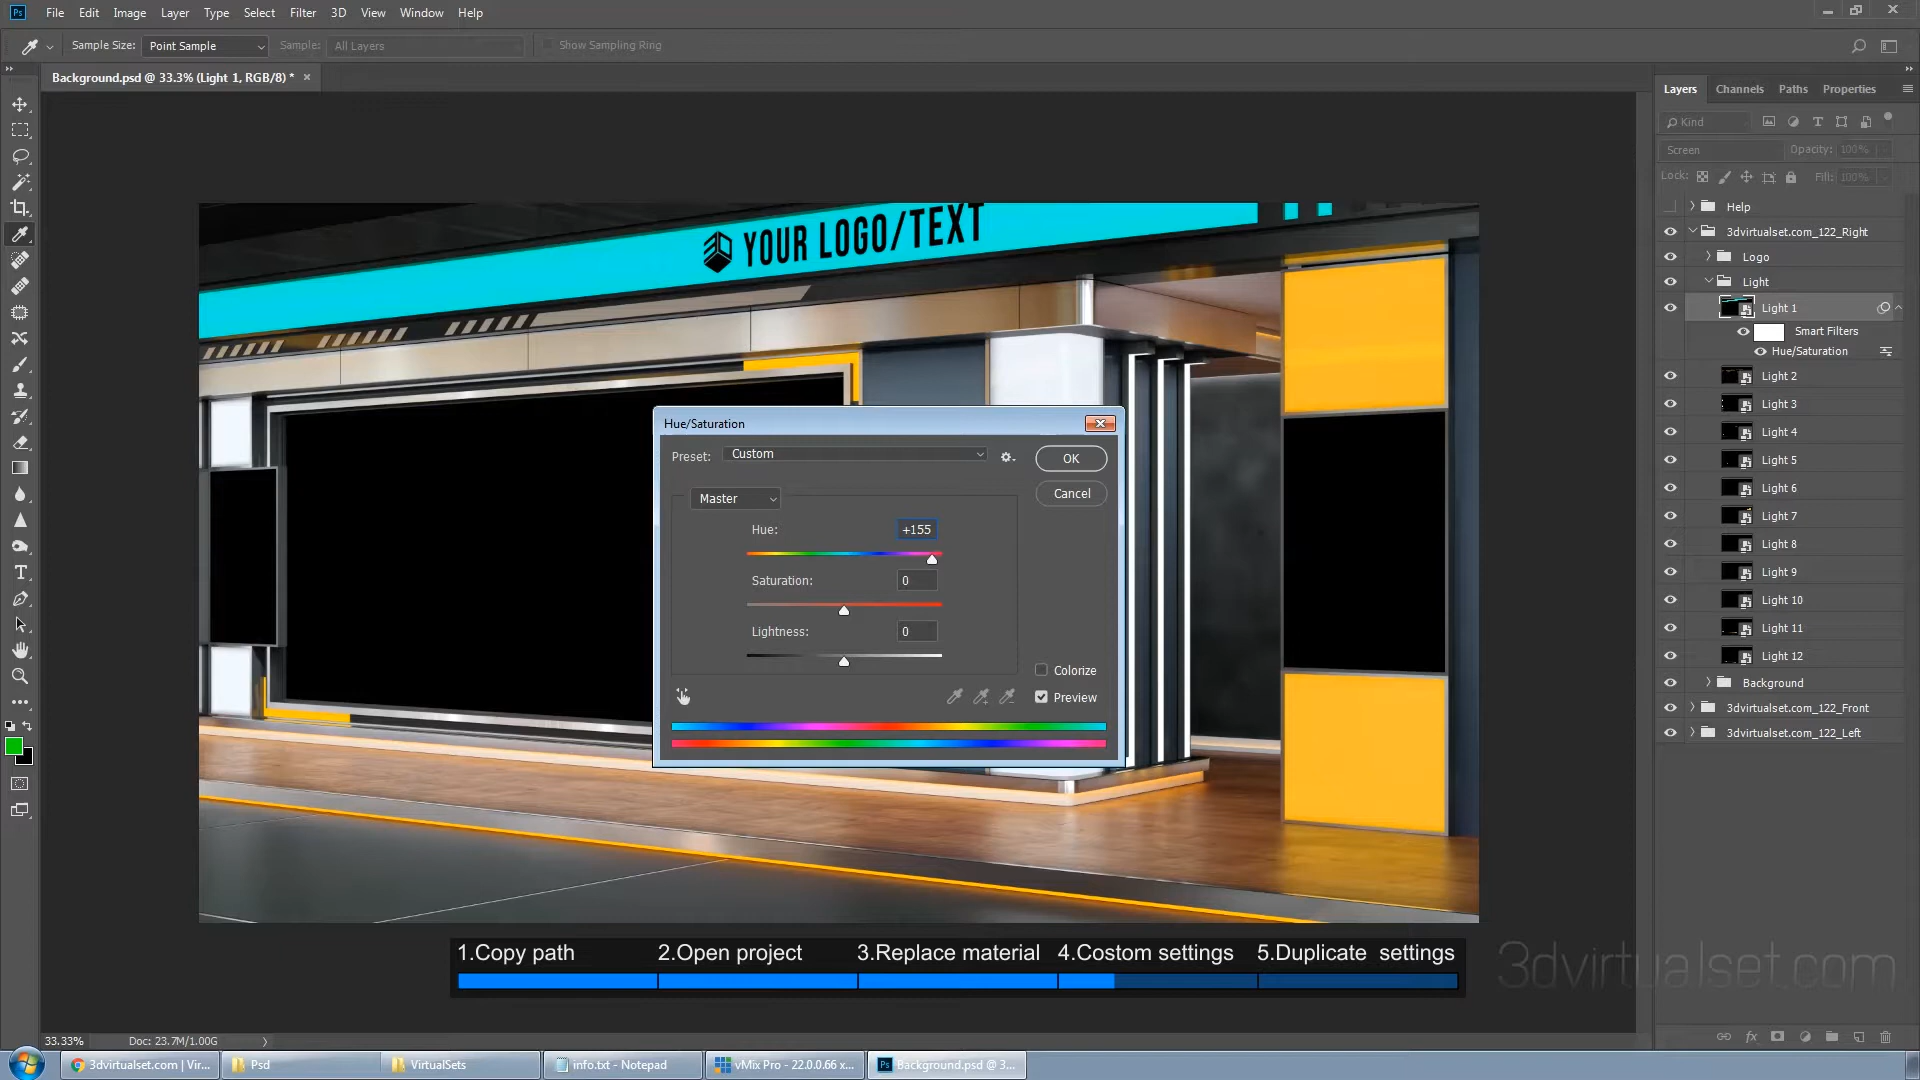 Ps File Edit Image Layer Type Select Filter 3D View Window Help
Sample Size: Point Sample Sample: All Layers Show Sampling Ring
Background.psd @ 33.3% (Light 1, RGB/8) * ×
Layers Channels Paths Properties
Kind
Screen Opacity: 100%
Lock: Fill: 100%
Help
3dvirtualset.com_122_Right
Logo
Light
Light 1
Smart Filters
Hue/Saturation
Light 2
Light 3
Light 4
Light 5
Light 6
Light 7
Light 8
Light 9
Light 10
Light 11
Light 12
Background
3dvirtualset.com_122_Front
3dvirtualset.com_122_Left
YOUR LOGO/TEXT
Hue/Saturation
Preset: Custom OK
Cancel
Master
Hue: +155
Saturation: 0
Lightness: 0
Colorize
Preview
1.Copy path 2.Open project 3.Replace material 4.Costom settings 5.Duplicate settings
3dvirtualset.com
33.33% Doc: 23.7M/1.00G
3dvirtualset.com | Vir... Psd VirtualSets info.txt - Notepad vMix Pro - 22.0.0.66 x... Ps Background.psd @ 3...